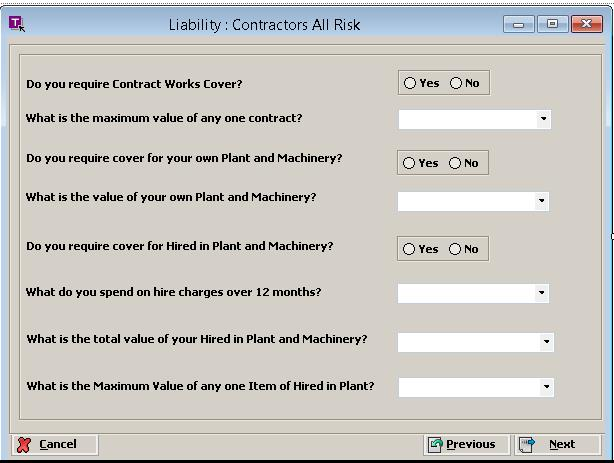 Liability : Contractors All Risk
Do you require Contract Works Cover? Yes No
What is the maximum value of any one contract?
Do you require cover for your own Plant and Machinery? Yes No
What is the value of your own Plant and Machinery?
Do you require cover for Hired in Plant and Machinery? Yes No
What do you spend on hire charges over 12 months?
What is the total value of your Hired in Plant and Machinery?
What is the Maximum Value of any one Item of Hired in Plant?
Cancel Previous Next